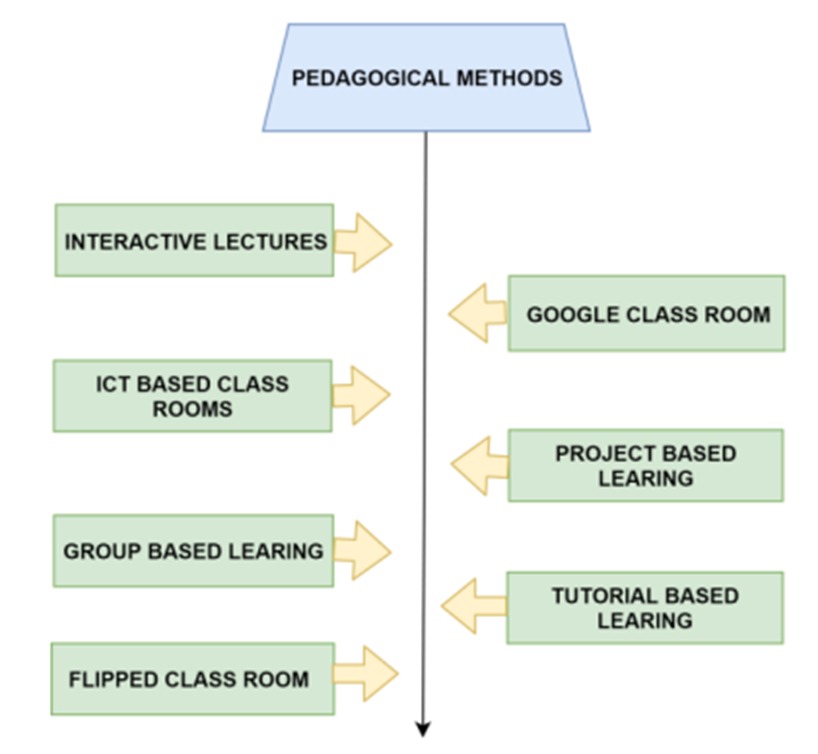 PEDAGOGICAL METHODS
INTERACTIVE LECTURES
GOOGLE CLASS ROOM
ICT BASED CLASS
ROOMS
PROJECT BASED
LEARING
GROUP BASED LEARING
TUTORIAL BASED
LEARING
FLIPPED CLASS ROOM